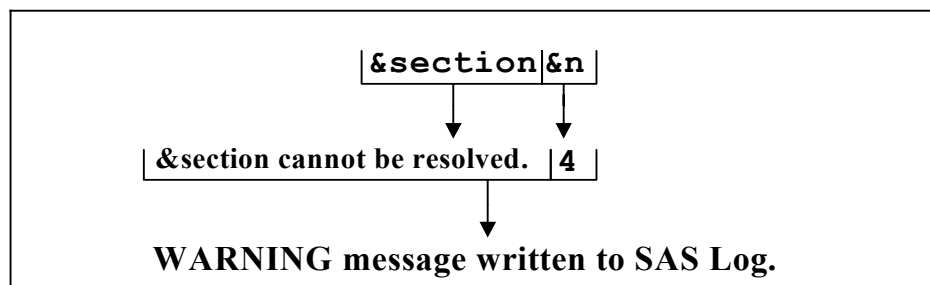 &section &n
&section cannot be resolved. 4
WARNING message written to SAS Log.